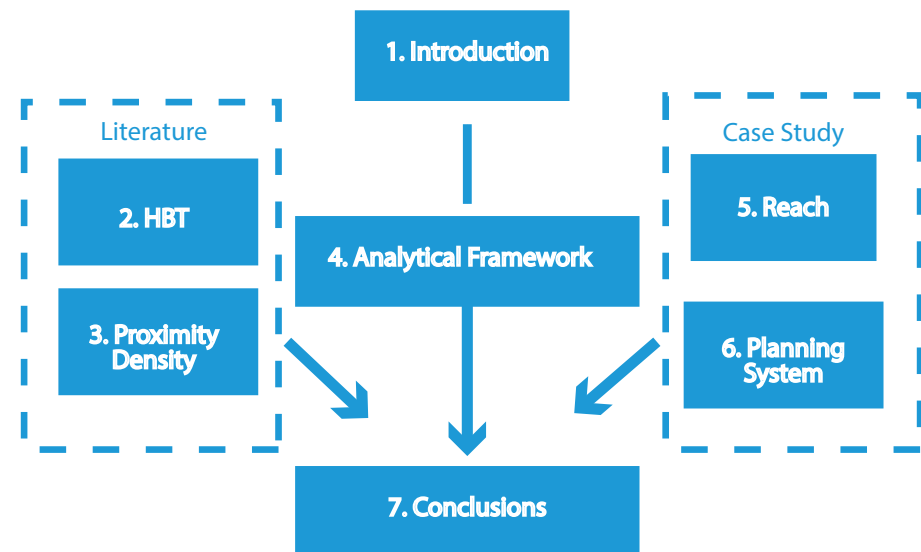 1. Introduction
Literature
2. HBT
3. Proximity
Density
4. Analytical Framework
Case Study
5. Reach
6. Planning
System
7. Conclusions